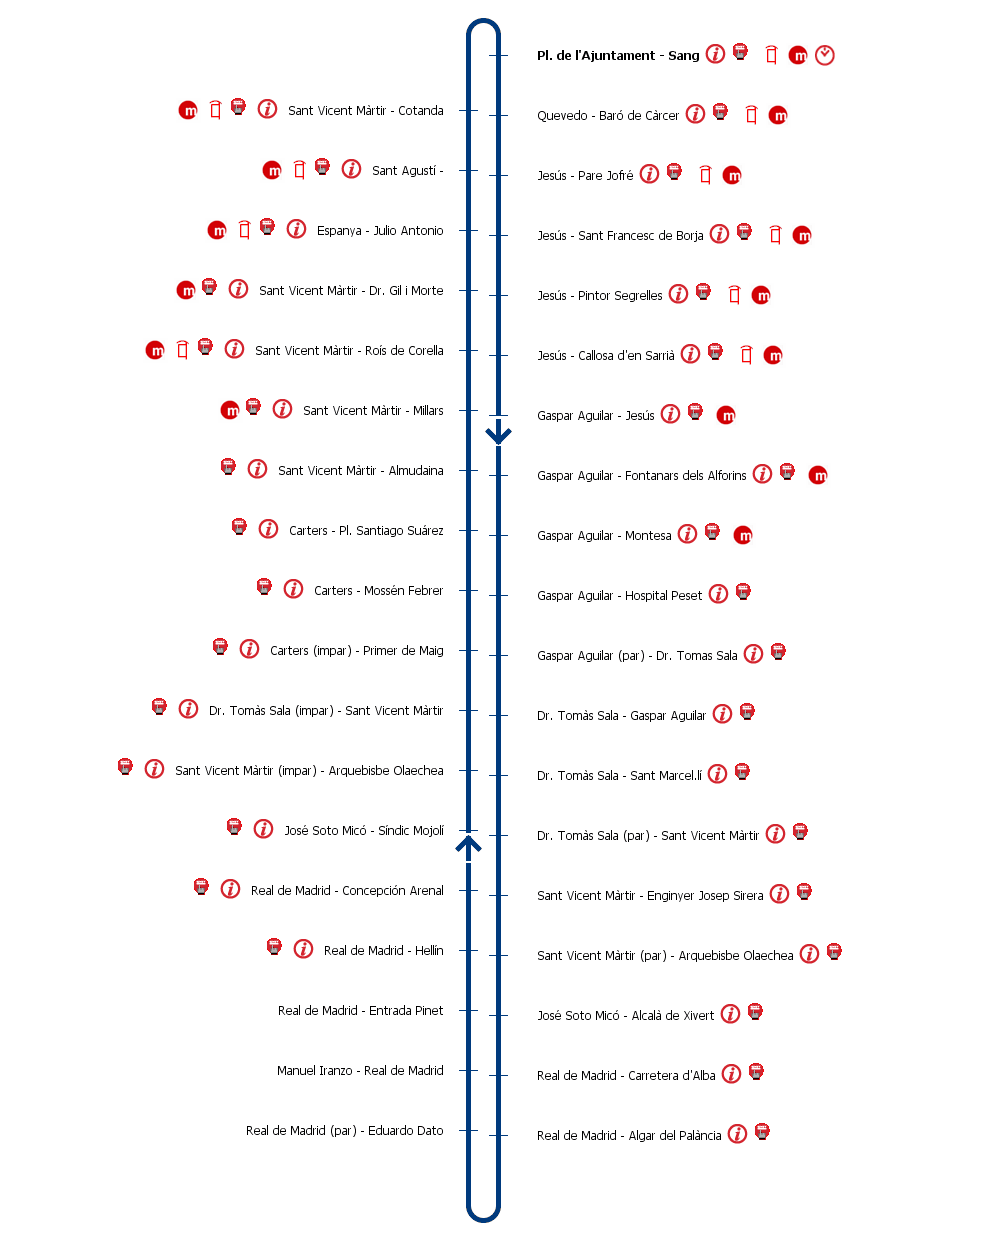 Pl. de l'Ajuntament - Sang
Sant Vicent Màrtir - Cotanda
Quevedo - Baró de Càrcer
Sant Agustí -
Jesús - Pare Jofré
Espanya - Julio Antonio
Jesús - Sant Francesc de Borja
Sant Vicent Màrtir - Dr. Gil i Morte
Jesús - Pintor Segrelles
Sant Vicent Màrtir - Roís de Corella
Jesús - Callosa d'en Sarrià
Sant Vicent Màrtir - Millars
Gaspar Aguilar - Jesús
Sant Vicent Màrtir - Almudaina
Gaspar Aguilar - Fontanars dels Alforins
Carters - Pl. Santiago Suárez
Gaspar Aguilar - Montesa
Carters - Mossén Febrer
Gaspar Aguilar - Hospital Peset
Carters (impar) - Primer de Maig
Gaspar Aguilar (par) - Dr. Tomas Sala
Dr. Tomàs Sala (impar) - Sant Vicent Màrtir
Dr. Tomàs Sala - Gaspar Aguilar
Sant Vicent Màrtir (impar) - Arquebisbe Olaechea
Dr. Tomàs Sala - Sant Marcel.lí
José Soto Micó - Síndic Mojolí
Dr. Tomàs Sala (par) - Sant Vicent Màrtir
Real de Madrid - Concepción Arenal
Sant Vicent Màrtir - Enginyer Josep Sirera
Real de Madrid - Hellín
Sant Vicent Màrtir (par) - Arquebisbe Olaechea
Real de Madrid - Entrada Pinet
José Soto Micó - Alcalà de Xivert
Manuel Iranzo - Real de Madrid
Real de Madrid - Carretera d'Alba
Real de Madrid (par) - Eduardo Dato
Real de Madrid - Algar del Palància